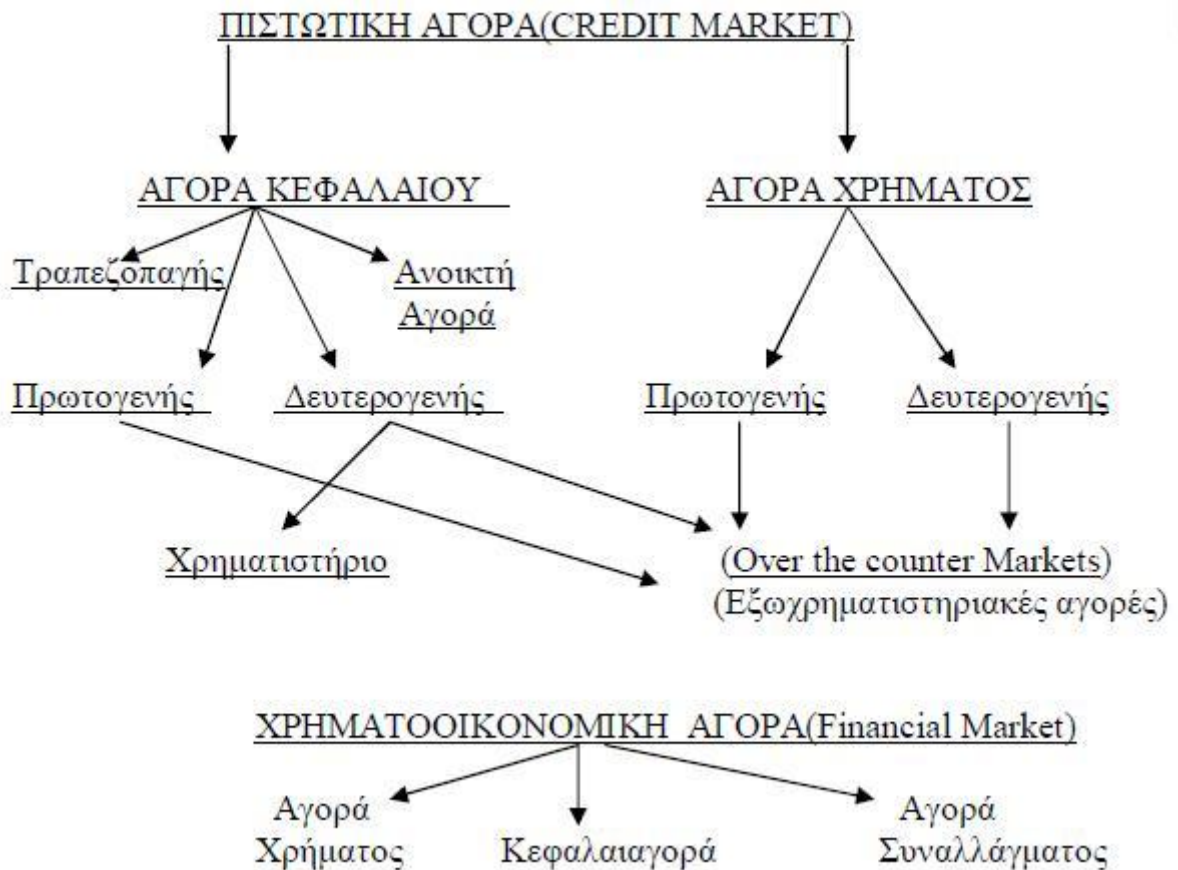 ΠΙΣΤΩΤΙΚΗ ΑΓΟΡΑ(CREDIT MARKET)
ΑΓΟΡΑ ΚΕΦΑΛΑΙΟΥ ΑΓΟΡΑ ΧΡΗΜΑΤΟΣ
Τραπεζοπαγής Ανοικτή
Αγορά
Πρωτογενής Δευτερογενής Πρωτογενής Δευτερογενής
Χρηματιστήριο (Over the counter Markets)
(Εξωχρηματιστηριακές αγορές)
ΧΡΗΜΑΤΟΟΙΚΟΝΟΜΙΚΗ ΑΓΟΡΑ(Financial Market)
Αγορά Αγορά
Χρήματος Κεφαλαιαγορά Συναλλάγματος